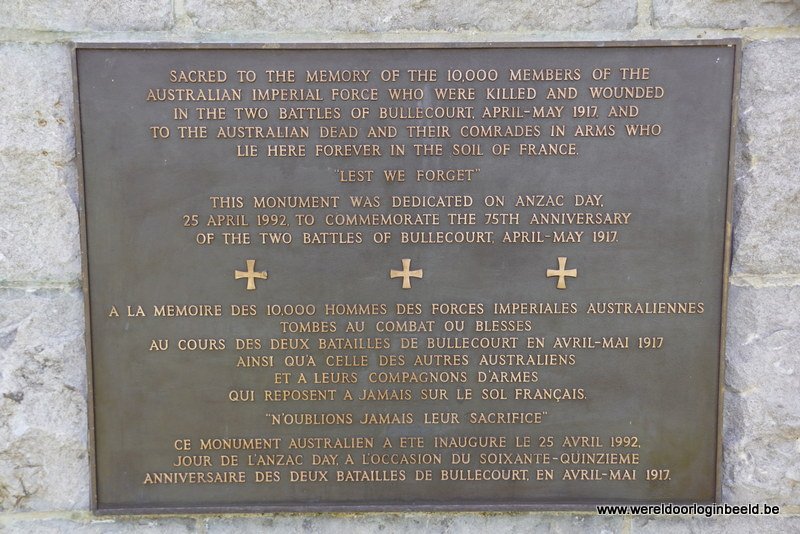 SACRED TO THE MEMORY OF THE 10,000 MEMBERS OF THE
AUSTRALIAN IMPERIAL FORCE WHO WERE KILLED AND WOUNDED
IN THE TWO BATTLES OF BULLECOURT, APRIL-MAY 1917. AND
TO THE AUSTRALIAN DEAD AND THEIR COMRADES IN ARMS WHO
LIE HERE FOREVER IN THE SOIL OF FRANCE.
"LEST WE FORGET"
THIS MONUMENT WAS DEDICATED ON ANZAC DAY,
25 APRIL 1992, TO COMMEMORATE THE 75TH ANNIVERSARY
OF THE TWO BATTLES OF BULLECOURT, APRIL-MAY 1917.
A LA MEMOIRE DES 10,000 HOMMES DES FORCES IMPERIALES AUSTRALIENNES
TOMBES AU COMBAT OU BLESSES
AU COURS DES DEUX BATAILLES DE BULLECOURT EN AVRIL-MAI 1917
AINSI QU'A CELLE DES AUTRES AUSTRALIENS
ET A LEURS COMPAGNONS D'ARMES
QUI REPOSENT A JAMAIS SUR LE SOL FRANÇAIS.
"N'OUBLIONS JAMAIS LEUR SACRIFICE"
CE MONUMENT AUSTRALIEN A ETE INAUGURE LE 25 AVRIL 1992,
JOUR DE L'ANZAC DAY, A L'OCCASION DU SOIXANTE-QUINZIEME
ANNIVERSAIRE DES DEUX BATAILLES DE BULLECOURT, EN AVRIL-MAI 1917.
www.wereldoorloginbeeld.be